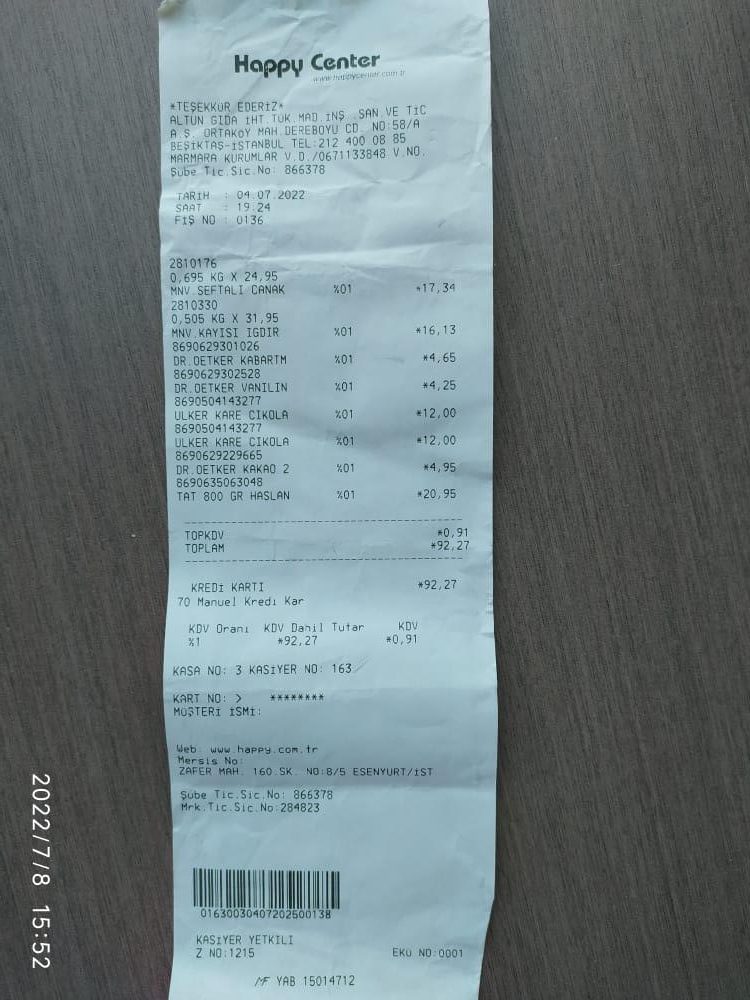 Happy Center
www.happycenter.com.tr
*TEŞEKKÜR EDERİZ*
ALTUN GIDA İHT.TÜK.MAD.İNŞ. SAN.VE TİC
A.Ş. ORTAKÖY MAH.DEREBOYU CD. NO:58/A
BEŞİKTAŞ-İSTANBUL TEL:212 400 08 85
MARMARA KURUMLAR V.D./0671133848 V.NO.
Şube Tic.Sic.No: 866378
TARİH : 04.07.2022
SAAT : 19:24
FİŞ NO : 0136
2810176
0,695 KG X 24,95
MNV.SEFTALİ CANAK %01 *17,34
2810330
0,505 KG X 31,95
MNV.KAYISI IGDIR %01 *16,13
8690629301026
DR.OETKER KABARTM %01 *4,65
8690629302528
DR.OETKER VANILIN %01 *4,25
8690504143277
ULKER KARE CIKOLA %01 *12,00
8690504143277
ULKER KARE CIKOLA %01 *12,00
8690629229665
DR.OETKER KAKAO 2 %01 *4,95
8690635063048
TAT 800 GR HASLAN %01 *20,95
TOPKDV *0,91
TOPLAM *92,27
KREDİ KARTI *92,27
70 Manuel Kredi Kar
KDV Oranı KDV Dahil Tutar KDV
%1 *92,27 *0,91
KASA NO: 3 KASİYER NO: 163
KART NO: > ********
MÜŞTERİ İSMİ:
Web: www.happy.com.tr
Mersis No:
ZAFER MAH. 160.SK. NO:8/5 ESENYURT/İST
Şube Tic.Sic.No: 866378
Mrk.Tic.Sic.No:284823
01630030407202500138
KASİYER YETKİLİ
Z NO:1215 EKÜ NO:0001
MF YAB 15014712
2022/7/8 15:52